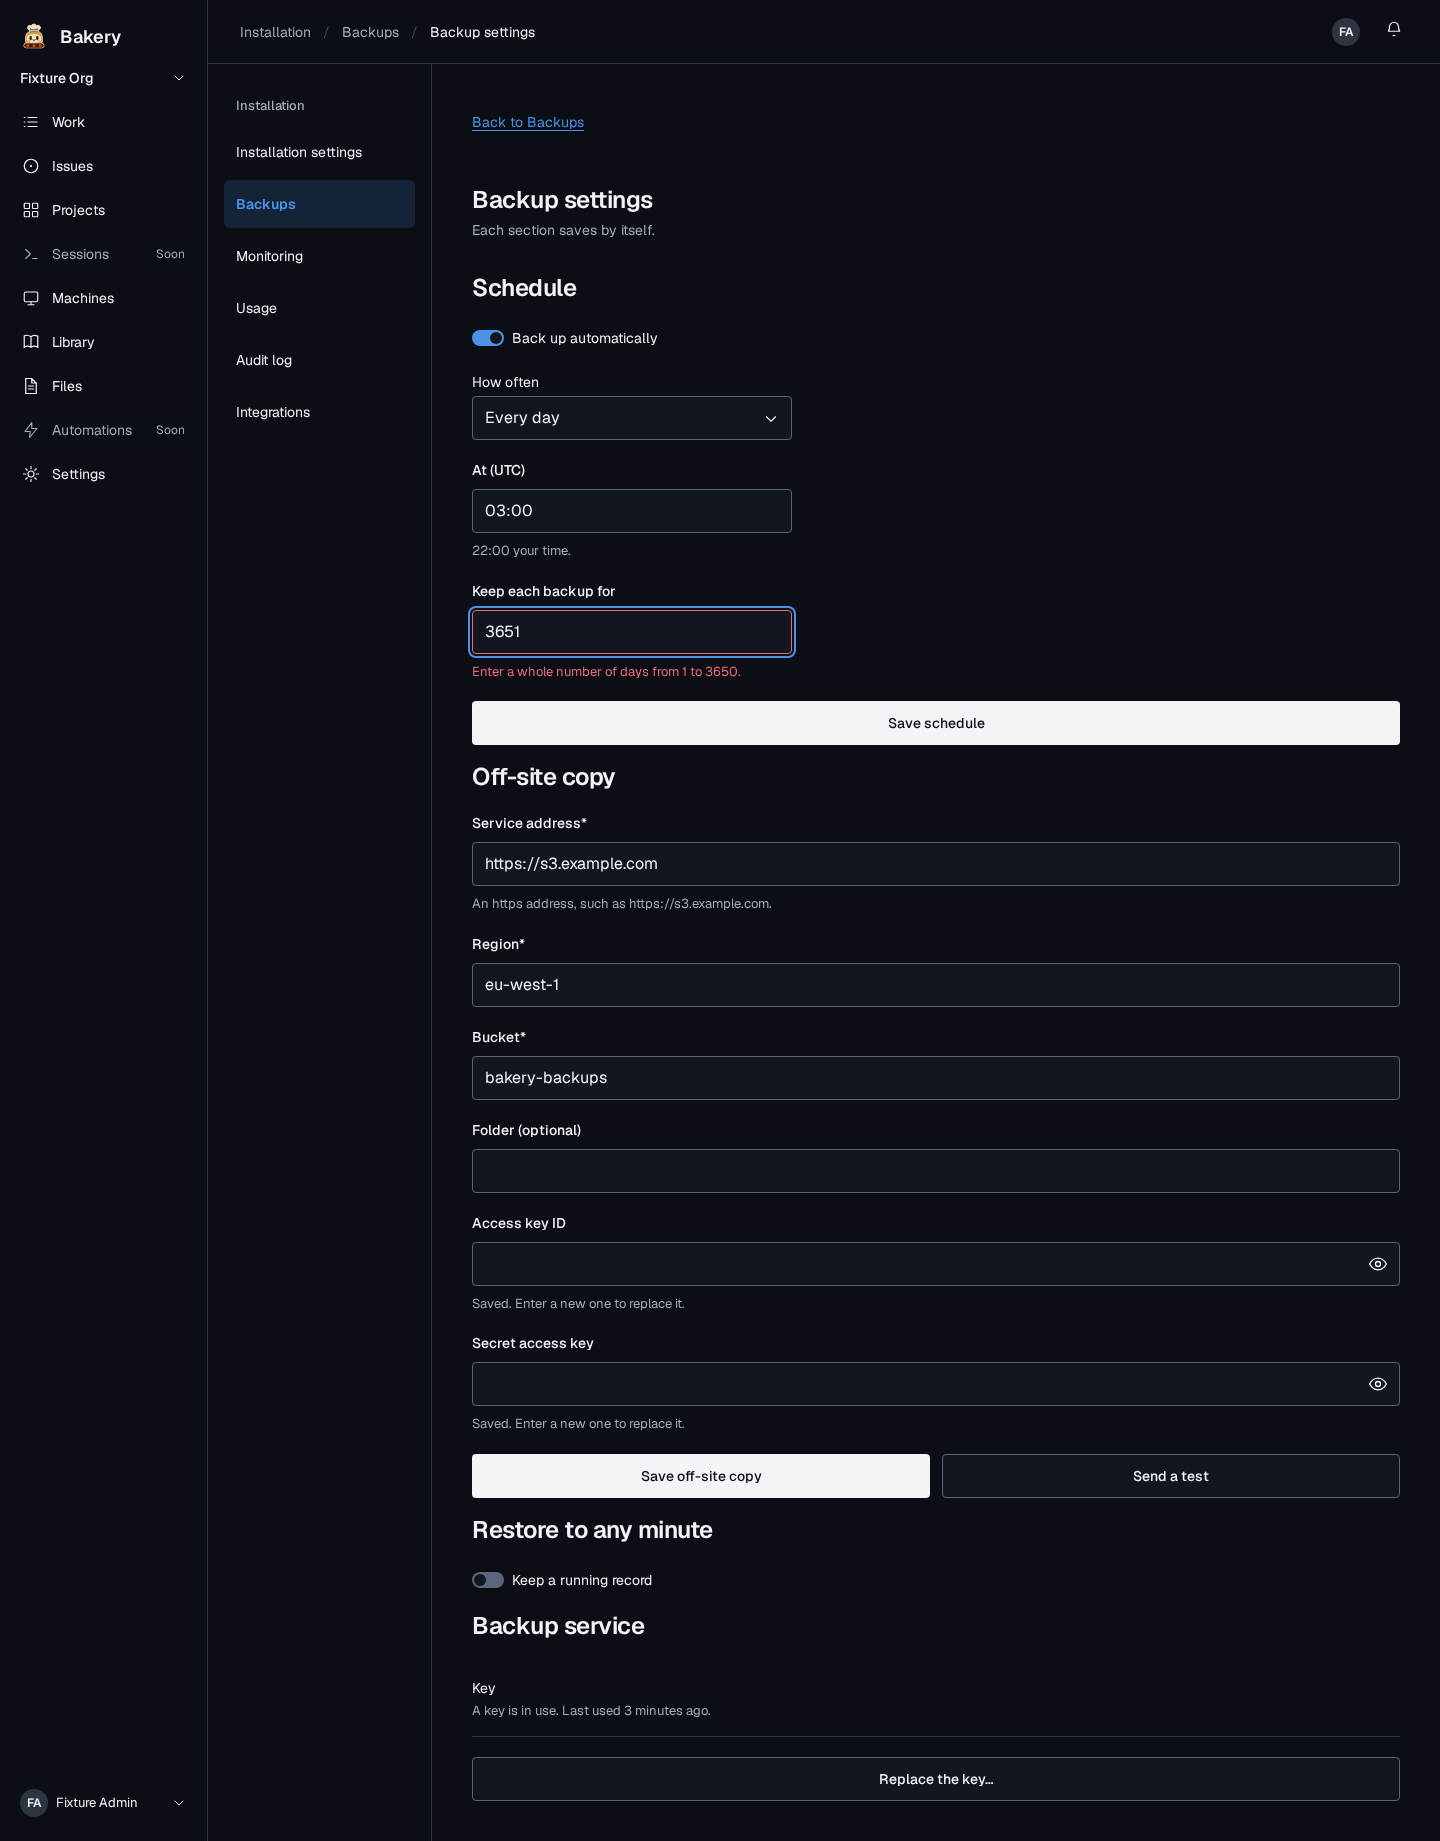 Bakery
Fixture Org
Work
Issues
Projects
Sessions Soon
Machines
Library
Files
Automations Soon
Settings
FA Fixture Admin
Installation / Backups / Backup settings
FA
Installation
Installation settings
Backups
Monitoring
Usage
Audit log
Integrations
Back to Backups
Backup settings
Each section saves by itself.
Schedule
Back up automatically
How often
Every day
At (UTC)
03:00
22:00 your time.
Keep each backup for
3651
Enter a whole number of days from 1 to 3650.
Save schedule
Off-site copy
Service address*
https://s3.example.com
An https address, such as https://s3.example.com.
Region*
eu-west-1
Bucket*
bakery-backups
Folder (optional)
Access key ID
Saved. Enter a new one to replace it.
Secret access key
Saved. Enter a new one to replace it.
Save off-site copy
Send a test
Restore to any minute
Keep a running record
Backup service
Key
A key is in use. Last used 3 minutes ago.
Replace the key...